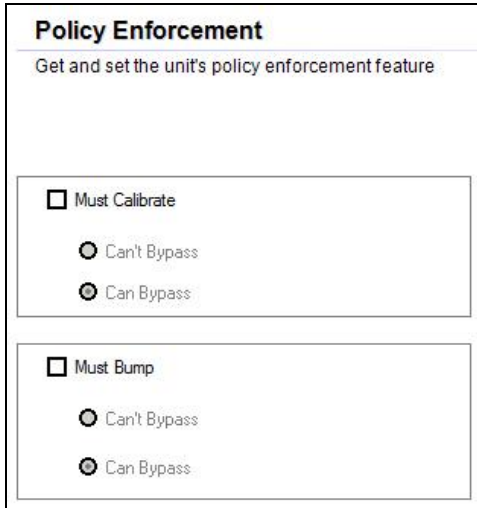 Policy Enforcement
Get and set the unit's policy enforcement feature
Must Calibrate
Can't Bypass
Can Bypass
Must Bump
Can't Bypass
Can Bypass